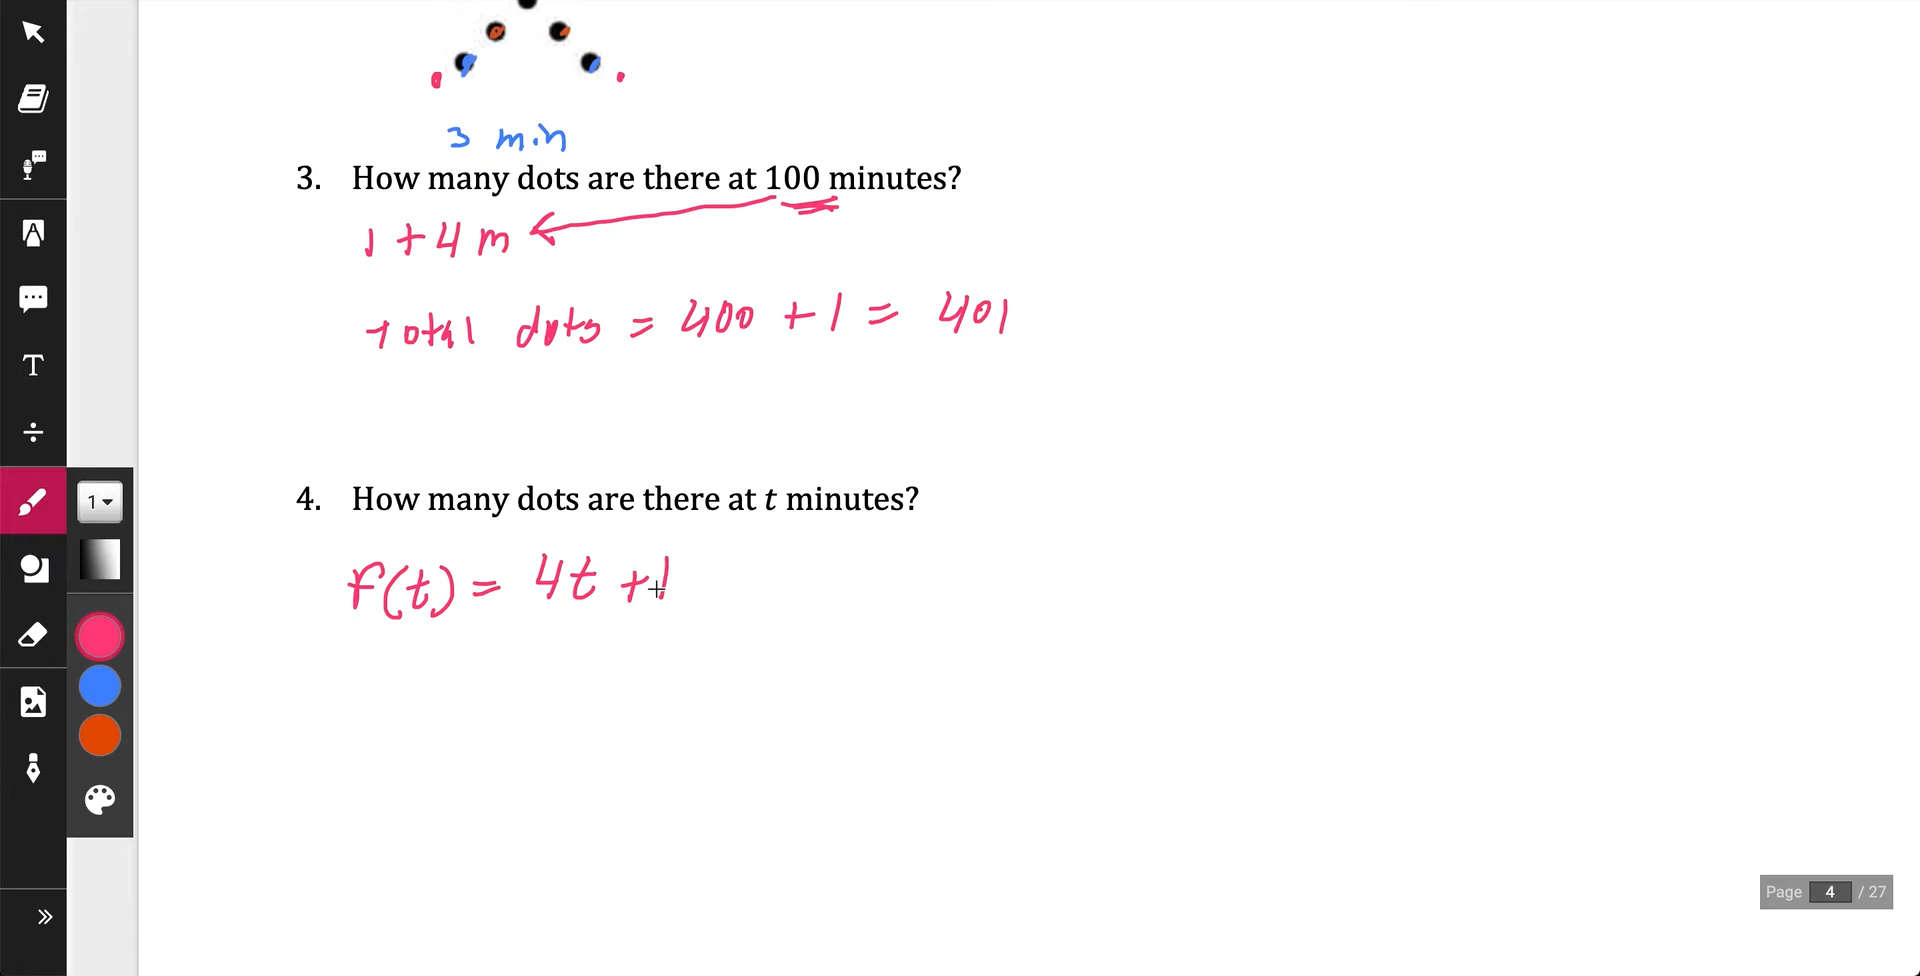 3 min
3. How many dots are there at 100 minutes?
1 + 4 m
total dots = 400 + 1 = 401
4. How many dots are there at t minutes?
f(t) = 4t + 1
T
÷
1
Page 4 / 27